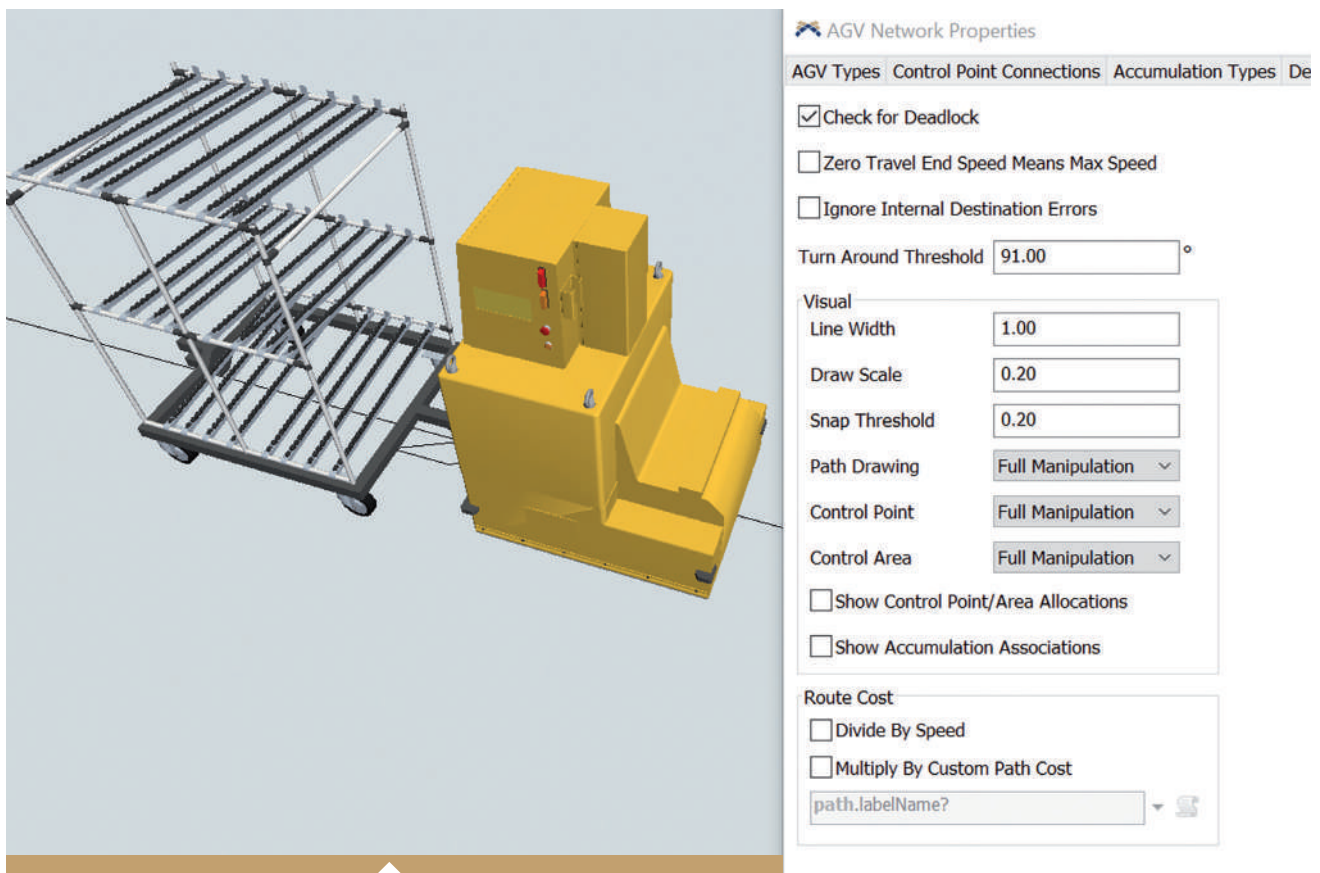 AGV Network Properties
AGV Types Control Point Connections Accumulation Types De
Check for Deadlock
Zero Travel End Speed Means Max Speed
Ignore Internal Destination Errors
Turn Around Threshold 91.00 °
Visual
Line Width 1.00
Draw Scale 0.20
Snap Threshold 0.20
Path Drawing Full Manipulation
Control Point Full Manipulation
Control Area Full Manipulation
Show Control Point/Area Allocations
Show Accumulation Associations
Route Cost
Divide By Speed
Multiply By Custom Path Cost
path.labelName?